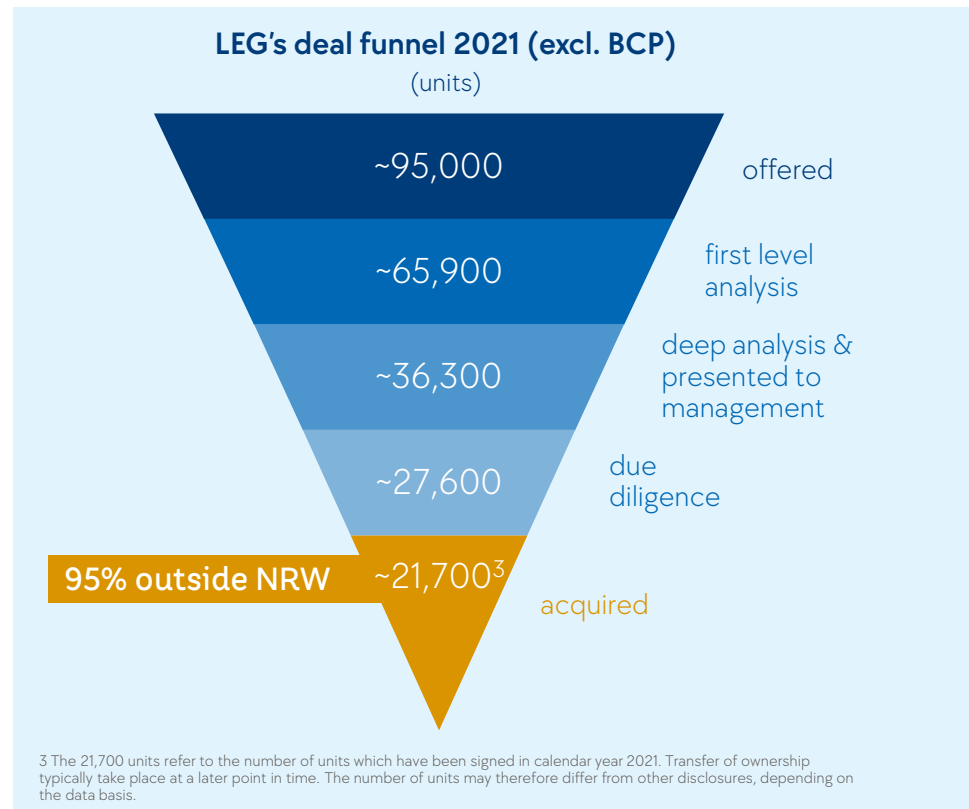 LEG's deal funnel 2021 (excl. BCP)
(units)
~95,000
offered
~65,900
first level
analysis
~36,300
deep analysis &
presented to
management
~27,600
due
diligence
95% outside NRW
~21,700³
acquired
3 The 21,700 units refer to the number of units which have been signed in calendar year 2021. Transfer of ownership
typically take place at a later point in time. The number of units may therefore differ from other disclosures, depending on
the data basis.